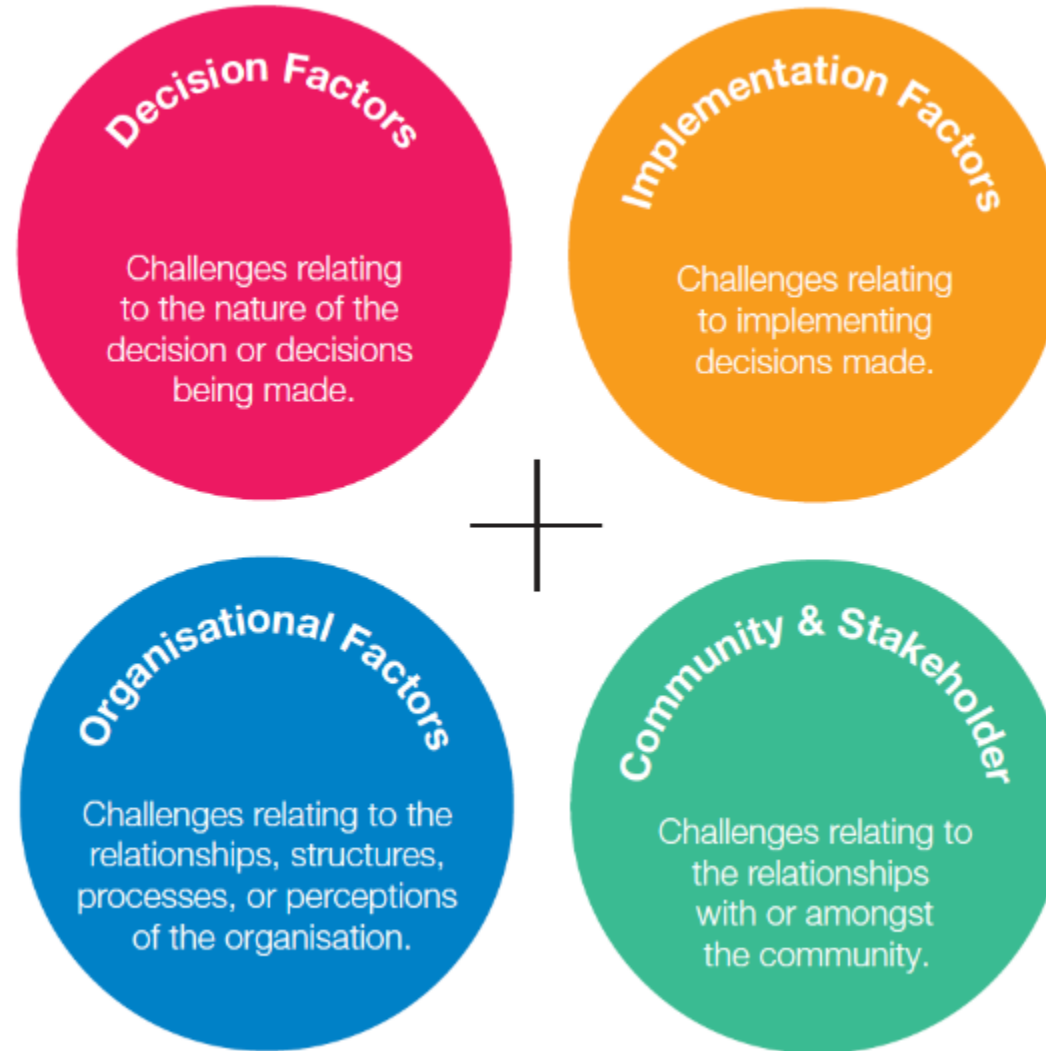 Decision Factors
Challenges relating
to the nature of the
decision or decisions
being made.
Implementation Factors
Challenges relating
to implementing
decisions made.
Organisational Factors
Challenges relating to the
relationships, structures,
processes, or perceptions
of the organisation.
Community & Stakeholder
Challenges relating to
the relationships
with or amongst
the community.